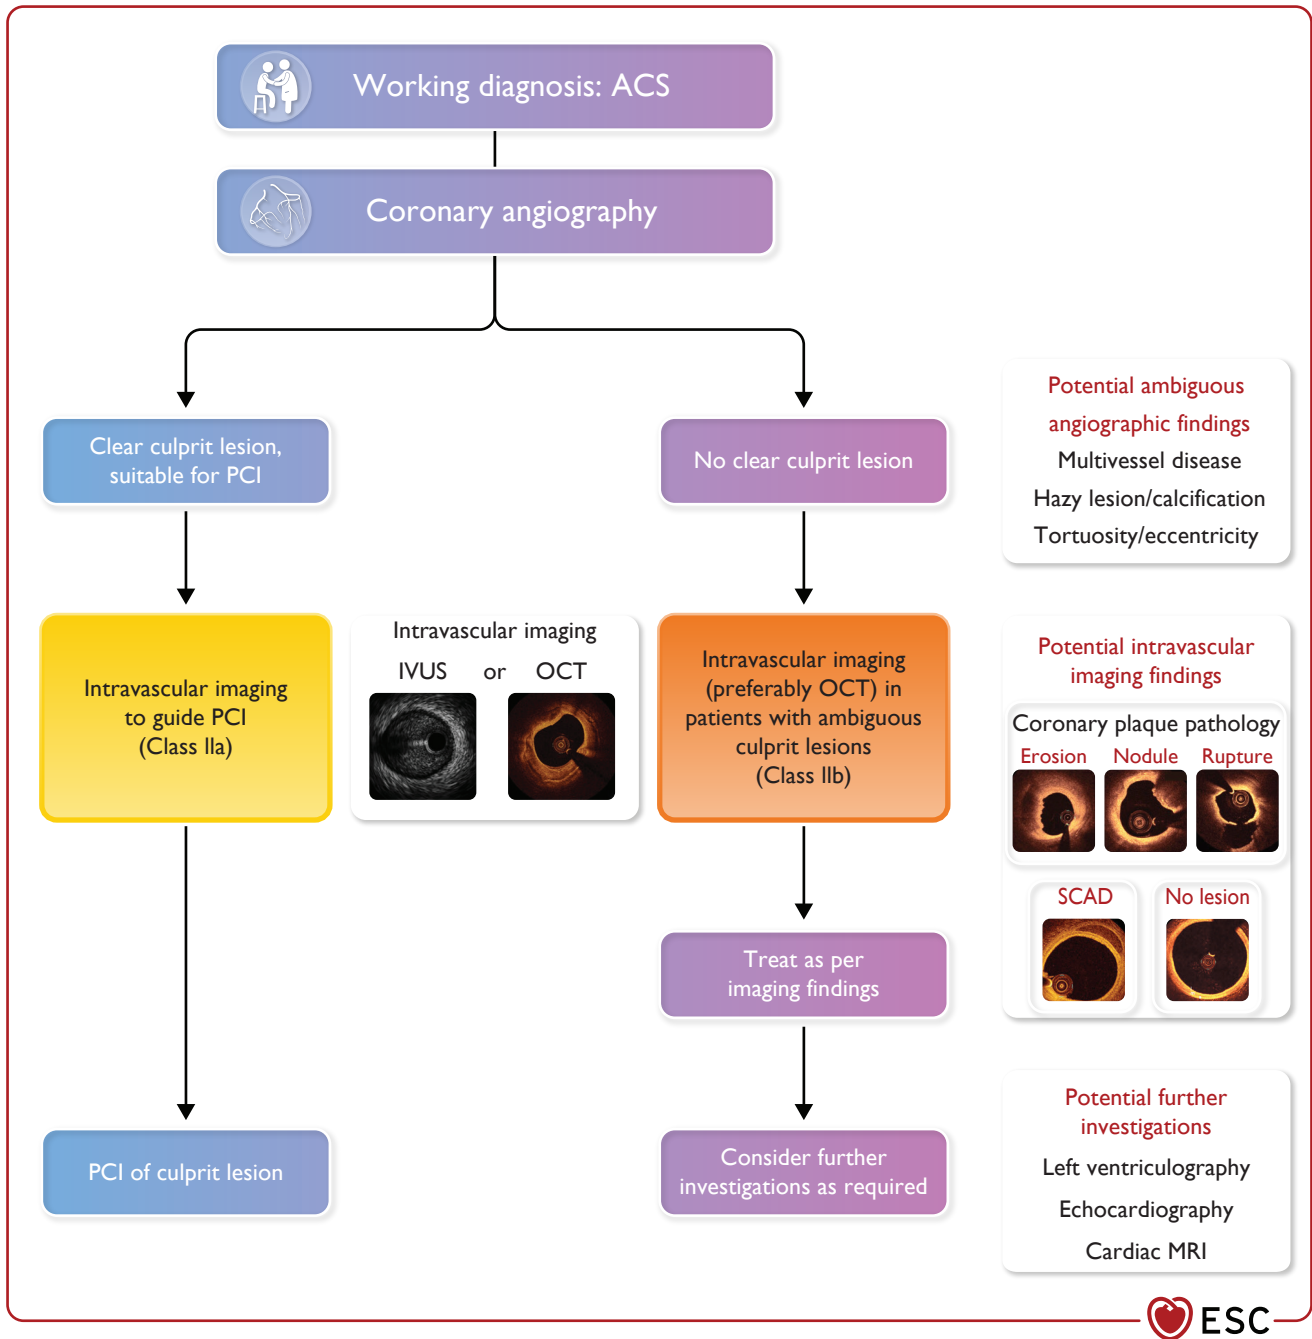 Working diagnosis: ACS
Coronary angiography
Clear culprit lesion,
suitable for PCI
No clear culprit lesion
Potential ambiguous
angiographic findings
Multivessel disease
Hazy lesion/calcification
Tortuosity/eccentricity
Intravascular imaging
to guide PCI
(Class IIa)
Intravascular imaging
IVUS or OCT
Intravascular imaging
(preferably OCT) in
patients with ambiguous
culprit lesions
(Class IIb)
Potential intravascular
imaging findings
Coronary plaque pathology
Erosion Nodule Rupture
SCAD No lesion
Treat as per
imaging findings
PCI of culprit lesion
Consider further
investigations as required
Potential further
investigations
Left ventriculography
Echocardiography
Cardiac MRI
ESC